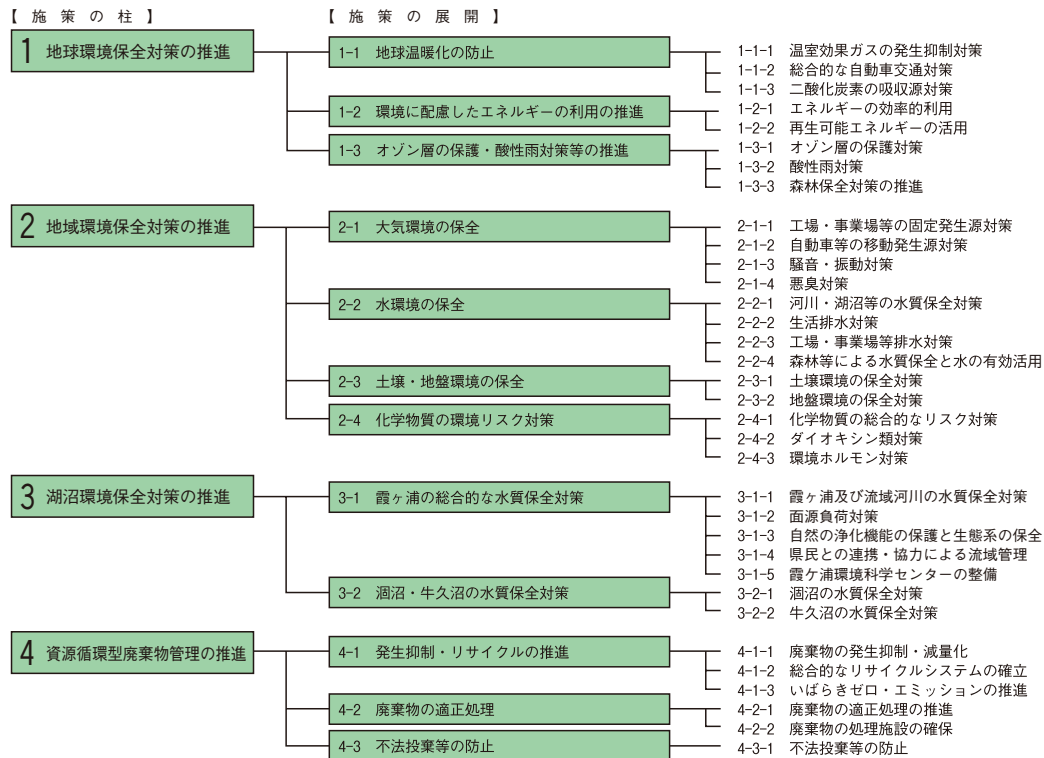 【施策の柱】
【施策の展開】
1 地球環境保全対策の推進
1-1 地球温暖化の防止
1-1-1 温室効果ガスの発生抑制対策
1-1-2 総合的な自動車交通対策
1-1-3 二酸化炭素の吸収源対策
1-2 環境に配慮したエネルギーの利用の推進
1-2-1 エネルギーの効率的利用
1-2-2 再生可能エネルギーの活用
1-3 オゾン層の保護・酸性雨対策等の推進
1-3-1 オゾン層の保護対策
1-3-2 酸性雨対策
1-3-3 森林保全対策の推進
2 地域環境保全対策の推進
2-1 大気環境の保全
2-1-1 工場・事業場等の固定発生源対策
2-1-2 自動車等の移動発生源対策
2-1-3 騒音・振動対策
2-1-4 悪臭対策
2-2 水環境の保全
2-2-1 河川・湖沼等の水質保全対策
2-2-2 生活排水対策
2-2-3 工場・事業場等排水対策
2-2-4 森林等による水質保全と水の有効活用
2-3 土壌・地盤環境の保全
2-3-1 土壌環境の保全対策
2-3-2 地盤環境の保全対策
2-4 化学物質の環境リスク対策
2-4-1 化学物質の総合的なリスク対策
2-4-2 ダイオキシン類対策
2-4-3 環境ホルモン対策
3 湖沼環境保全対策の推進
3-1 霞ヶ浦の総合的な水質保全対策
3-1-1 霞ヶ浦及び流域河川の水質保全対策
3-1-2 面源負荷対策
3-1-3 自然の浄化機能の保護と生態系の保全
3-1-4 県民との連携・協力による流域管理
3-1-5 霞ケ浦環境科学センターの整備
3-2 涸沼・牛久沼の水質保全対策
3-2-1 涸沼の水質保全対策
3-2-2 牛久沼の水質保全対策
4 資源循環型廃棄物管理の推進
4-1 発生抑制・リサイクルの推進
4-1-1 廃棄物の発生抑制・減量化
4-1-2 総合的なリサイクルシステムの確立
4-1-3 いばらきゼロ・エミッションの推進
4-2 廃棄物の適正処理
4-2-1 廃棄物の適正処理の推進
4-2-2 廃棄物の処理施設の確保
4-3 不法投棄等の防止
4-3-1 不法投棄等の防止